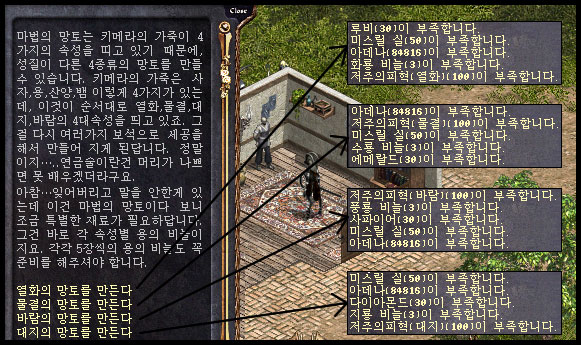 Close
마법의 망토는 키메라의 가죽이 4
가지의 속성을 띠고 있기 때문에,
성질이 다른 4종류의 망토를 만들
수 있습니다. 키메라의 가죽은 사
자,용,산양,뱀 이렇게 4가지가 있는
데, 이것이 순서대로 열화,물결,대
지,바람의 4대속성을 띄고 있죠. 그
걸 다시 여러가지 보석으로 세공을
해서 만들어 지게 된답니다. 정말
이지…..연금술이란건 머리가 나쁘
면 못 배우겠더라구요.
아참…잊어버리고 말을 안한게 있
는데 이건 마법의 망토이다 보니
조금 특별한 재료가 필요하답니다.
그건 바로 각 속성별 용의 비늘이
지요. 각각 5장씩의 용의 비늘도 꼭
준비를 해주셔야 합니다.
열화의 망토를 만든다
물결의 망토를 만든다
바람의 망토를 만든다
대지의 망토를 만든다
루비(30)이 부족합니다.
미스릴 실(50)이 부족합니다.
아데나(84816)이 부족합니다.
화룡 비늘(3)이 부족합니다.
저주의피혁(열화)(100)이 부족합니다.
아데나(84816)이 부족합니다.
저주의피혁(물결)(100)이 부족합니다.
미스릴 실(50)이 부족합니다.
수룡 비늘(3)이 부족합니다.
에메랄드(30)이 부족합니다.
저주의피혁(바람)(100)이 부족합니다.
풍룡 비늘(3)이 부족합니다.
사파이어(30)이 부족합니다.
미스릴 실(50)이 부족합니다.
아데나(84816)이 부족합니다.
미스릴 실(50)이 부족합니다.
아데나(84816)이 부족합니다.
다이아몬드(30)이 부족합니다.
지룡 비늘(3)이 부족합니다.
저주의피혁(대지)(100)이 부족합니다.